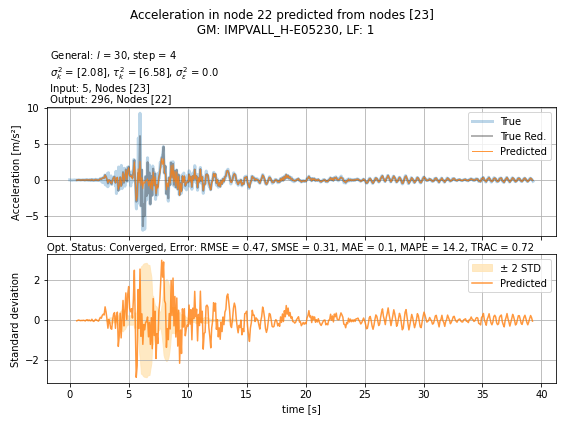 Acceleration in node 22 predicted from nodes [23]
GM: IMPVALL_H-E05230, LF: 1
General: l = 30, step = 4
σ²ₖ = [2.08], τ²ₖ = [6.58], σ²ε = 0.0
Input: 5, Nodes [23]
Output: 296, Nodes [22]
Acceleration [m/s²]
10
5
0
−5
True
True Red.
Predicted
Opt. Status: Converged, Error: RMSE = 0.47, SMSE = 0.31, MAE = 0.1, MAPE = 14.2, TRAC = 0.72
Standard deviation
2
0
−2
± 2 STD
Predicted
0 5 10 15 20 25 30 35 40
time [s]